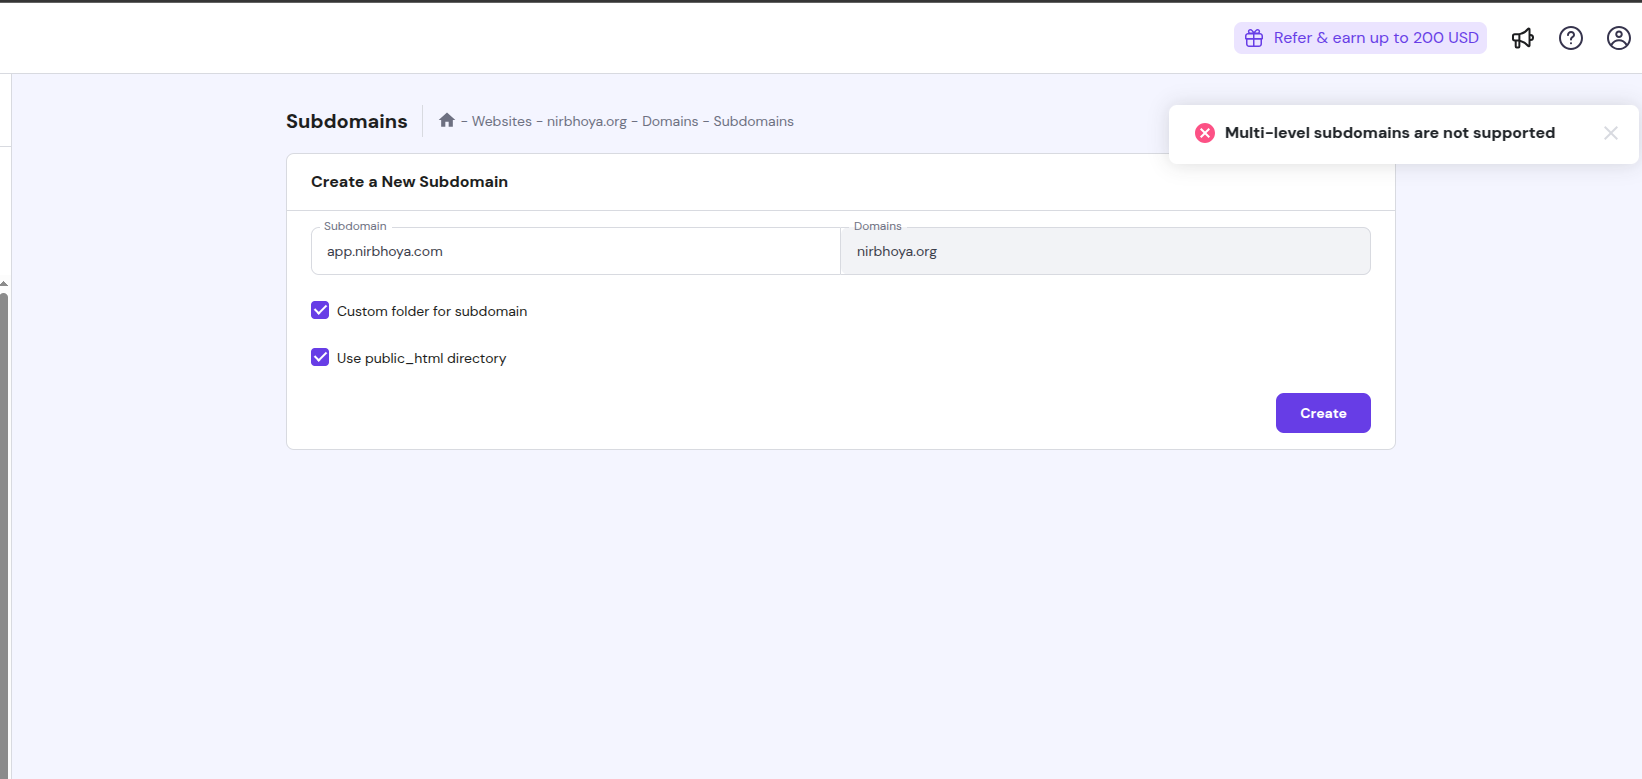 Refer & earn up to 200 USD
Subdomains
- Websites - nirbhoya.org - Domains - Subdomains
Multi-level subdomains are not supported
Create a New Subdomain
Subdomain
Domains
app.nirbhoya.com
nirbhoya.org
Custom folder for subdomain
Use public_html directory
Create